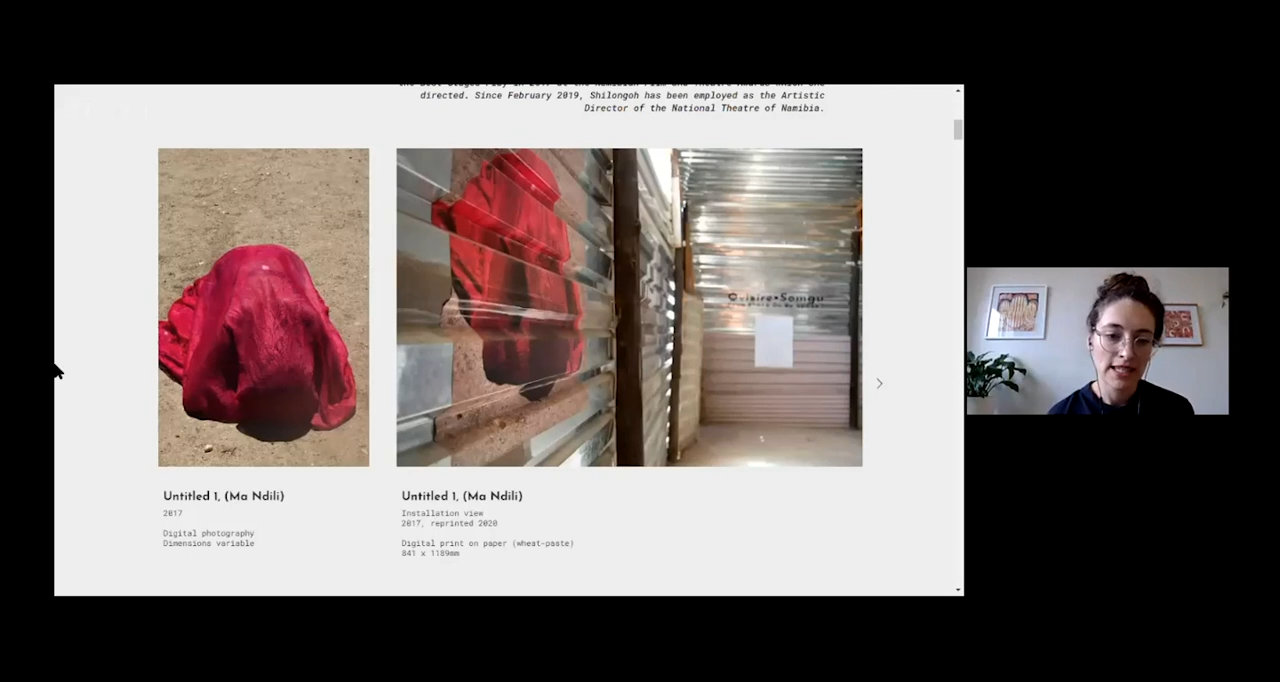 directed. Since February 2019, Shilongoh has been employed as the Artistic
Director of the National Theatre of Namibia.
Untitled 1, (Ma Ndili)
2017
Digital photography
Dimensions variable
Untitled 1, (Ma Ndili)
Installation view
2017, reprinted 2020
Digital print on paper (wheat-paste)
841 x 1189mm